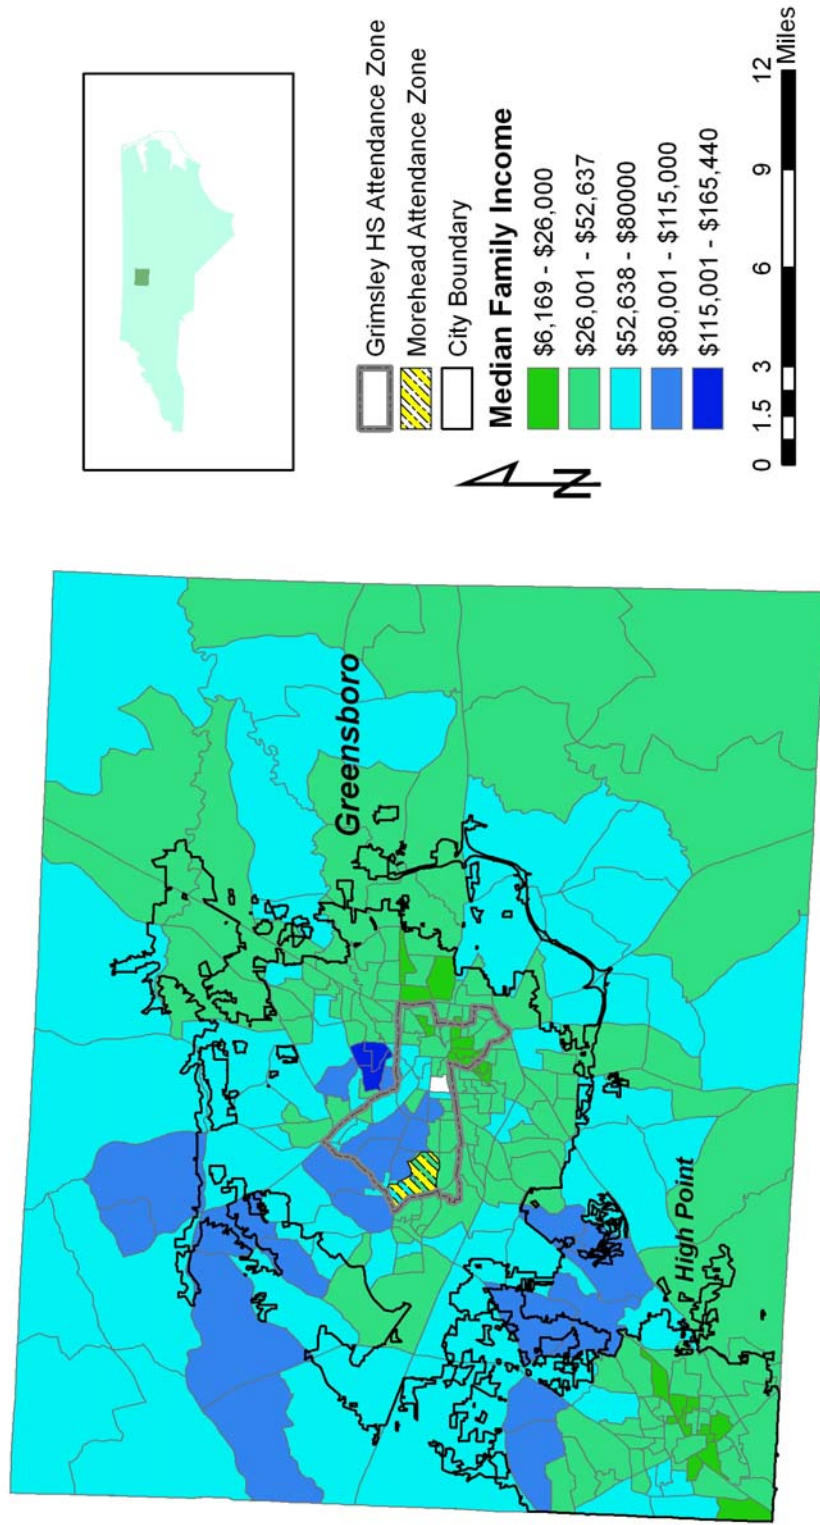 Greensboro
High Point
Grimsley HS Attendance Zone
Morehead Attendance Zone
City Boundary
Median Family Income
$6,169 - $26,000
$26,001 - $52,637
$52,638 - $80000
$80,001 - $115,000
$115,001 - $165,440
N
0 1.5 3 6 9 12
Miles